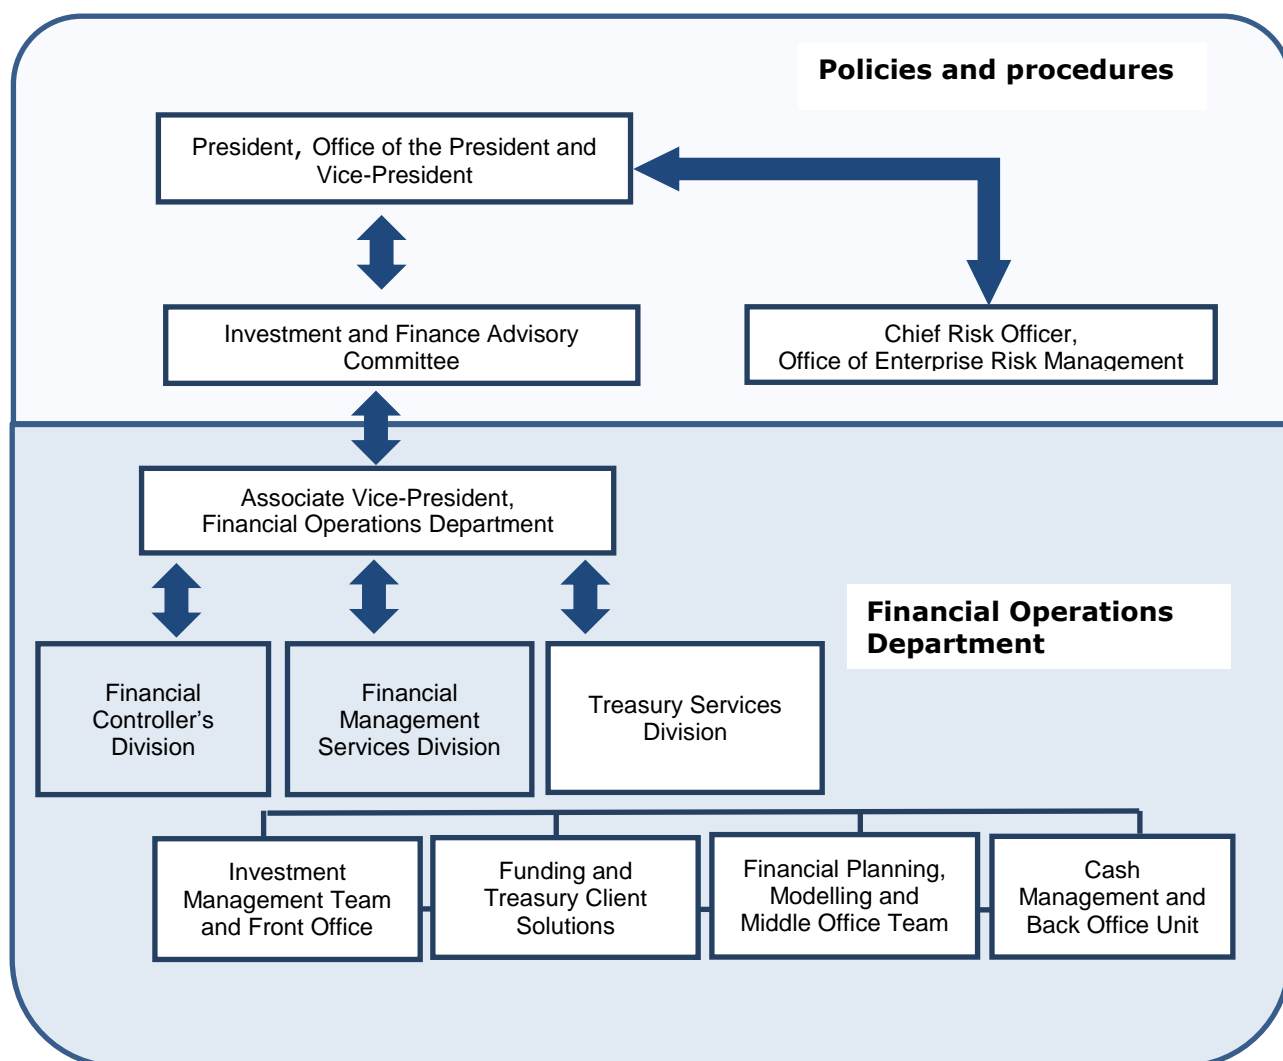 Policies and procedures
President, Office of the President and
Vice-President
Investment and Finance Advisory
Committee
Chief Risk Officer,
Office of Enterprise Risk Management
Associate Vice-President,
Financial Operations Department
Financial Operations
Department
Financial
Controller’s
Division
Financial
Management
Services Division
Treasury Services
Division
Investment
Management Team
and Front Office
Funding and
Treasury Client
Solutions
Financial Planning,
Modelling and
Middle Office Team
Cash
Management and
Back Office Unit